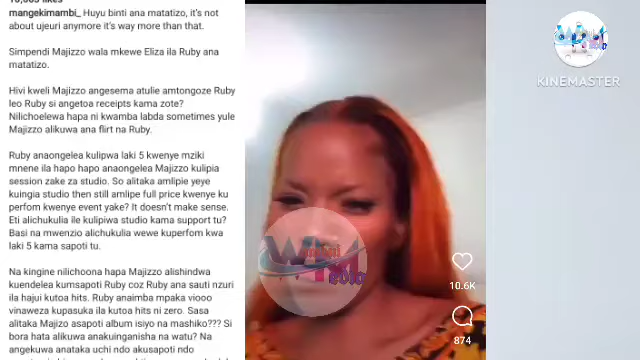 mangekimambi_ Huyu binti ana matatizo, it's not
about ujeuri anymore it's way more than that.
Simpendi Majizzo wala mkewe Eliza ila Ruby ana
matatizo.
Hivi kweli Majizzo angesema atulie amtongoze Ruby
leo Ruby si angetoa receipts kama zote?
Nilichoelewa hapa ni kwamba labda sometimes yule
Majizzo alikuwa ana flirt na Ruby.
Ruby anaongelea kulipwa laki 5 kwenye mziki
mnene ila hapo hapo anaongelea Majizzo kulipia
session zake za studio. So alitaka amlipie yeye
kuingia studio then still amlipe full price kwenye ku
perfom kwenye event yake? It doesn't make sense.
Eti alichukulia ile kulipiwa studio kama support tu?
Basi na mwenzio alichukulia wewe kuperfom kwa
laki 5 kama sapoti tu.
Na kingine nilichoona hapa Majizzo alishindwa
kuendelea kumsapoti Ruby coz Ruby ana sauti nzuri
ila hajui kutoa hits. Ruby anaimba mpaka viooo
vinaweza kupasuka ila kutoa hits ni zero. Sasa
alitaka Majizo asapoti album isiyo na mashiko??? Si
bora hata alikuwa anakuinganisha na watu? Na
angekuwa anataka uchi ndo akusapoti ndo
10.6K
815
KINEMASTER